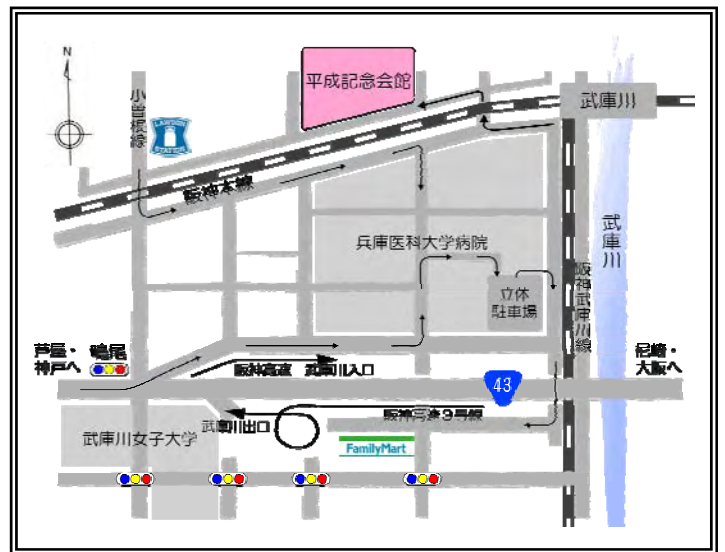 平成記念会館
武庫川
N
小曽根線
LAWSON
STATION
阪神本線
武庫川
兵庫医科大学病院
立体
駐車場
阪神武庫川線
芦屋・
神戸へ
鳴尾
尼崎・
大阪へ
阪神高速 武庫川入口
43
武庫川出口
阪神高速3号線
武庫川女子大学
FamilyMart